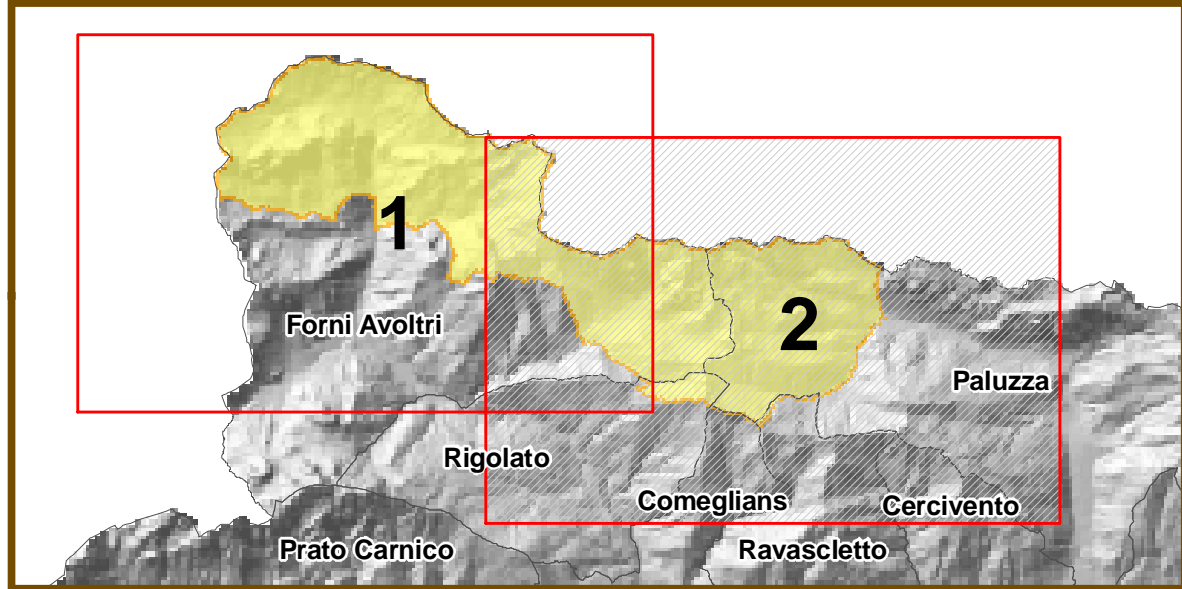 1
2
Forni Avoltri
Paluzza
Rigolato
Comeglians
Cercivento
Prato Carnico
Ravascletto